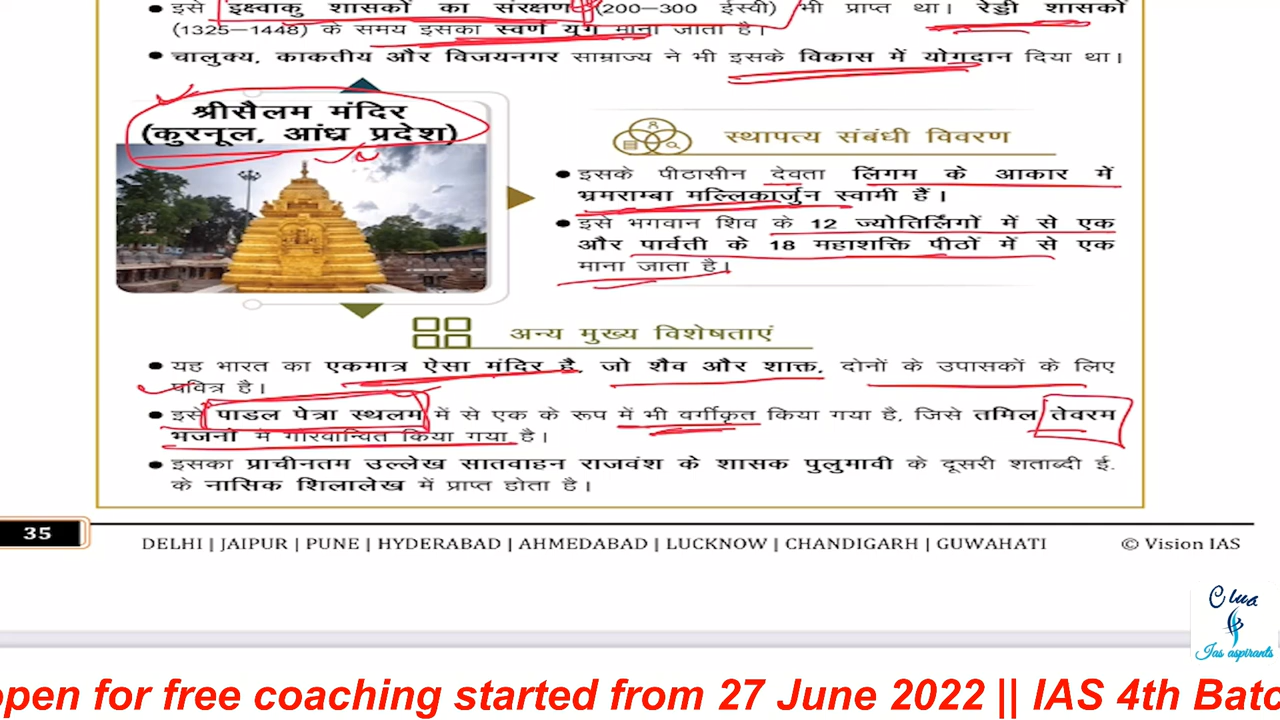 इसे इक्ष्वाकु शासकों का संरक्षण (200–300 ईस्वी) भी प्राप्त था। रेड्डी शासकों
(1325–1448) के समय इसका स्वर्ण युग माना जाता है।
• चालुक्य, काकतीय और विजयनगर साम्राज्य ने भी इसके विकास में योगदान दिया था।
श्रीसैलम मंदिर
(कुरनूल, आंध्र प्रदेश)
स्थापत्य संबंधी विवरण
• इसके पीठासीन देवता लिंगम के आकार में
भ्रमराम्बा मल्लिकार्जुन स्वामी हैं।
• इसे भगवान शिव के 12 ज्योतिर्लिंगों में से एक
और पार्वती के 18 महाशक्ति पीठों में से एक
माना जाता है।
अन्य मुख्य विशेषताएं
• यह भारत का एकमात्र ऐसा मंदिर है, जो शैव और शाक्त, दोनों के उपासकों के लिए
पवित्र है।
• इसे पाडल पेत्रा स्थलम में से एक के रूप में भी वर्गीकृत किया गया है, जिसे तमिल तेवरम
भजनों में गौरवान्वित किया गया है।
• इसका प्राचीनतम उल्लेख सातवाहन राजवंश के शासक पुलुमावी के दूसरी शताब्दी ई.
के नासिक शिलालेख में प्राप्त होता है।
35
DELHI | JAIPUR | PUNE | HYDERABAD | AHMEDABAD | LUCKNOW | CHANDIGARH | GUWAHATI
© Vision IAS
Clua
Ias aspirants
open for free coaching started from 27 June 2022 || IAS 4th Batc